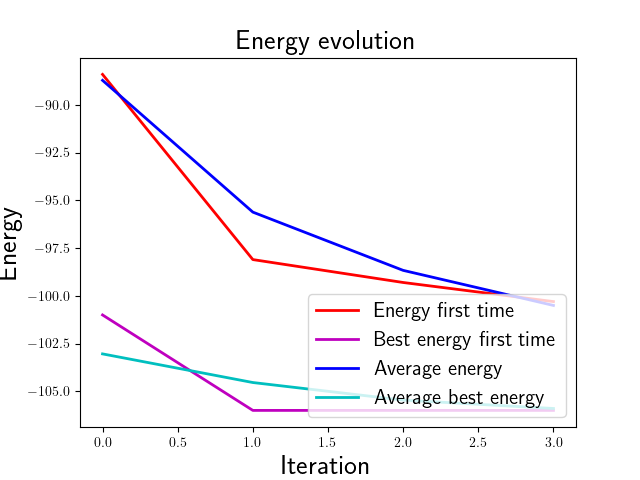 Energy evolution
Energy
−90.0
−92.5
−95.0
−97.5
−100.0
−102.5
−105.0
Energy first time
Best energy first time
Average energy
Average best energy
0.0 0.5 1.0 1.5 2.0 2.5 3.0
Iteration